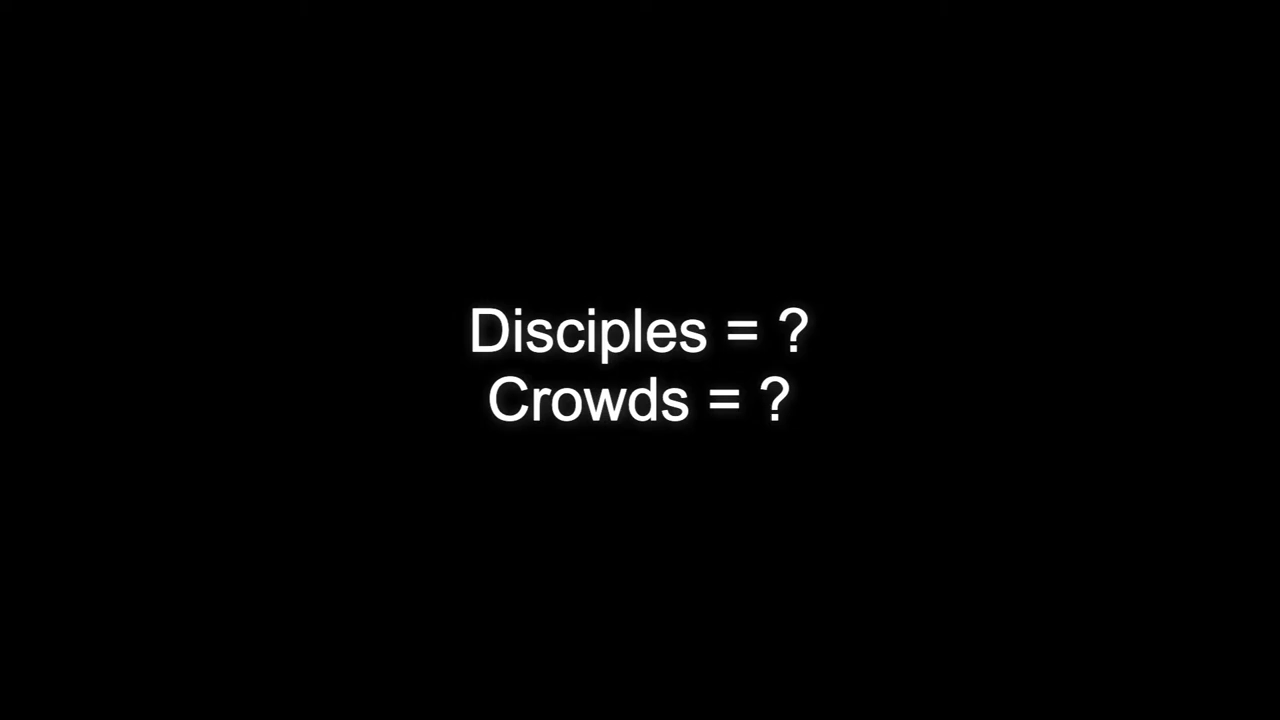 Disciples = ?
Crowds = ?